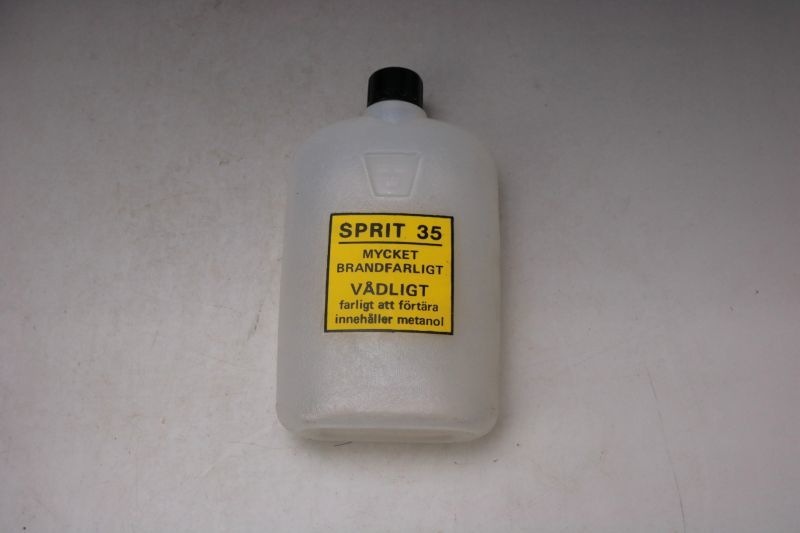 SPRIT 35
MYCKET
BRANDFARLIGT
VÅDLIGT
farligt att förtära
innehåller metanol